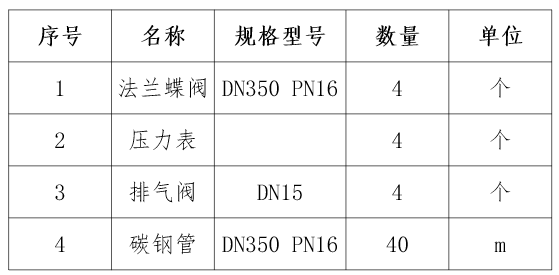 序号 名称 规格型号 数量 单位
1 法兰蝶阀 DN350 PN16 4 个
2 压力表 4 个
3 排气阀 DN15 4 个
4 碳钢管 DN350 PN16 40 m